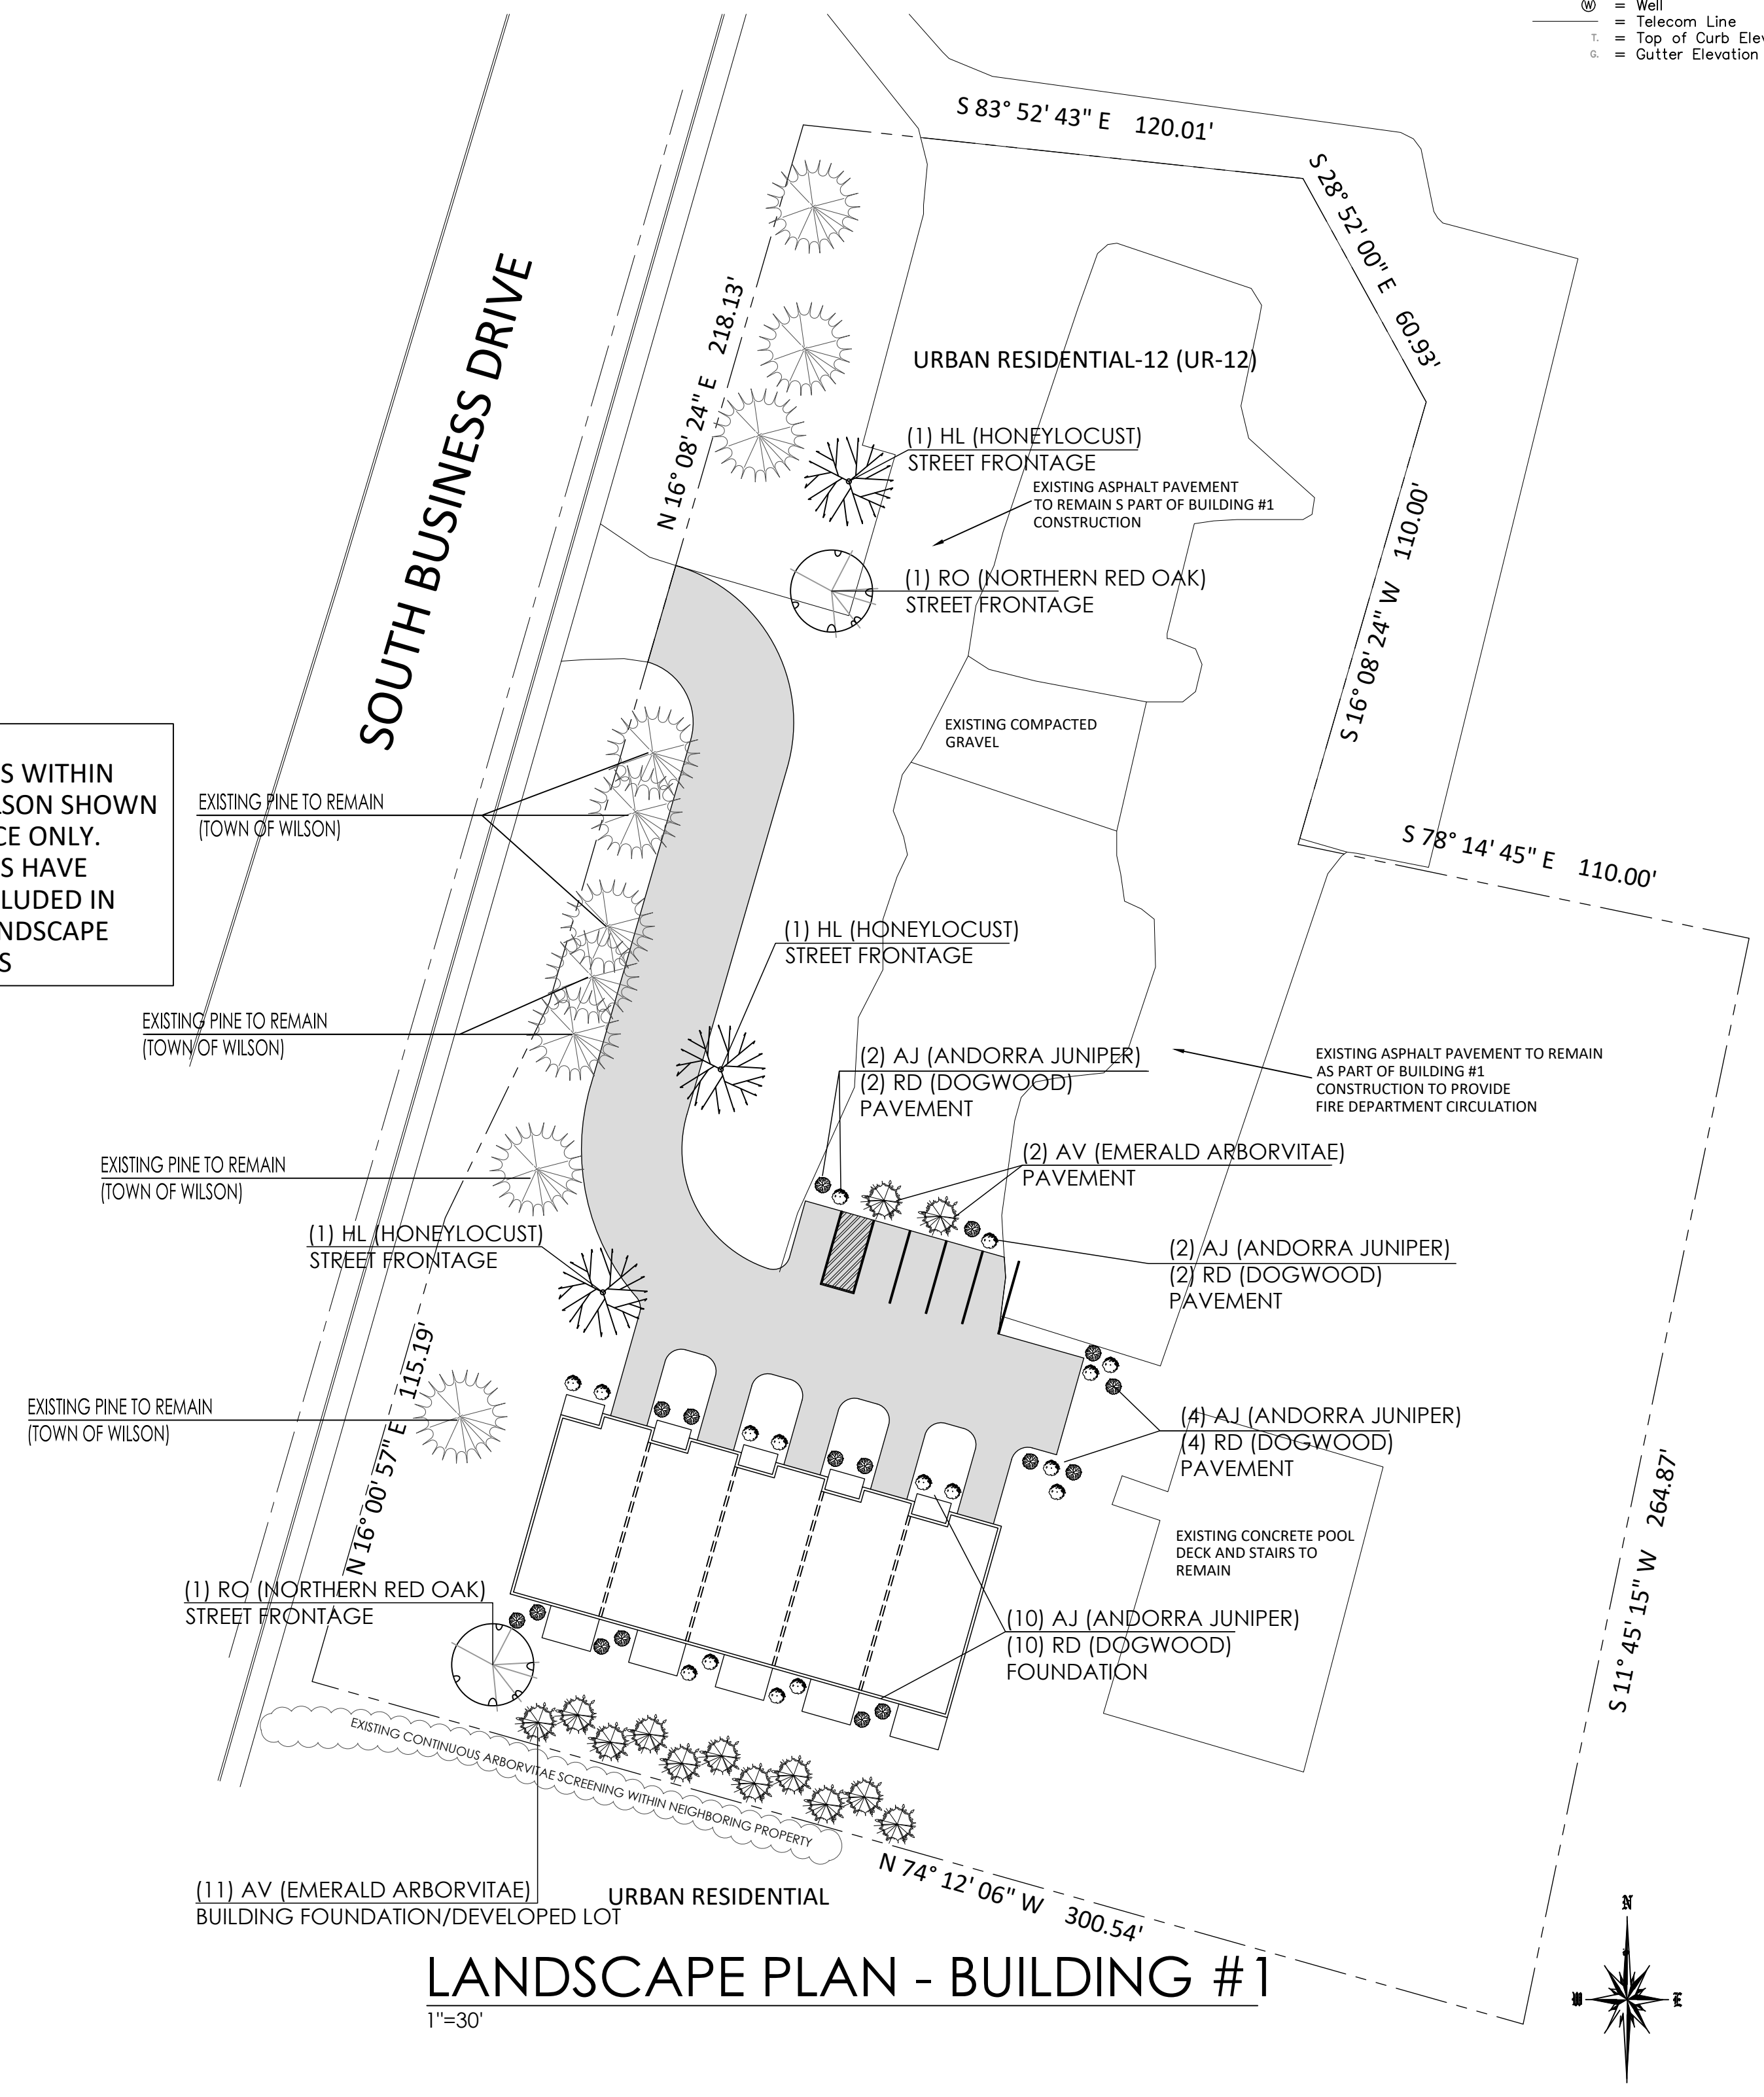 Ⓦ = Well
= Telecom Line
T. = Top of Curb Elev
G. = Gutter Elevation
S 83° 52' 43" E 120.01'
S 28° 52' 00" E 60.93'
N 16° 08' 24" E 218.13'
SOUTH BUSINESS DRIVE
URBAN RESIDENTIAL-12 (UR-12)
(1) HL (HONEYLOCUST)
STREET FRONTAGE
EXISTING ASPHALT PAVEMENT
TO REMAIN S PART OF BUILDING #1
CONSTRUCTION
(1) RO (NORTHERN RED OAK)
STREET FRONTAGE
S 16° 08' 24" W 110.00'
EXISTING COMPACTED
GRAVEL
S WITHIN
LSON SHOWN
CE ONLY.
S HAVE
LUDED IN
NDSCAPE
S
EXISTING PINE TO REMAIN
(TOWN OF WILSON)
S 78° 14' 45" E 110.00'
(1) HL (HONEYLOCUST)
STREET FRONTAGE
EXISTING PINE TO REMAIN
(TOWN OF WILSON)
(2) AJ (ANDORRA JUNIPER)
(2) RD (DOGWOOD)
PAVEMENT
EXISTING ASPHALT PAVEMENT TO REMAIN
AS PART OF BUILDING #1
CONSTRUCTION TO PROVIDE
FIRE DEPARTMENT CIRCULATION
(2) AV (EMERALD ARBORVITAE)
PAVEMENT
EXISTING PINE TO REMAIN
(TOWN OF WILSON)
(1) HL (HONEYLOCUST)
STREET FRONTAGE
(2) AJ (ANDORRA JUNIPER)
(2) RD (DOGWOOD)
PAVEMENT
N 16° 00' 57" E 115.19'
EXISTING PINE TO REMAIN
(TOWN OF WILSON)
(4) AJ (ANDORRA JUNIPER)
(4) RD (DOGWOOD)
PAVEMENT
EXISTING CONCRETE POOL
DECK AND STAIRS TO
REMAIN
S 11° 45' 15" W 264.87'
(1) RO (NORTHERN RED OAK)
STREET FRONTAGE
(10) AJ (ANDORRA JUNIPER)
(10) RD (DOGWOOD)
FOUNDATION
EXISTING CONTINUOUS ARBORVITAE SCREENING WITHIN NEIGHBORING PROPERTY
N 74° 12' 06" W 300.54'
(11) AV (EMERALD ARBORVITAE)
BUILDING FOUNDATION/DEVELOPED LOT
URBAN RESIDENTIAL
LANDSCAPE PLAN - BUILDING #1
1"=30'
N